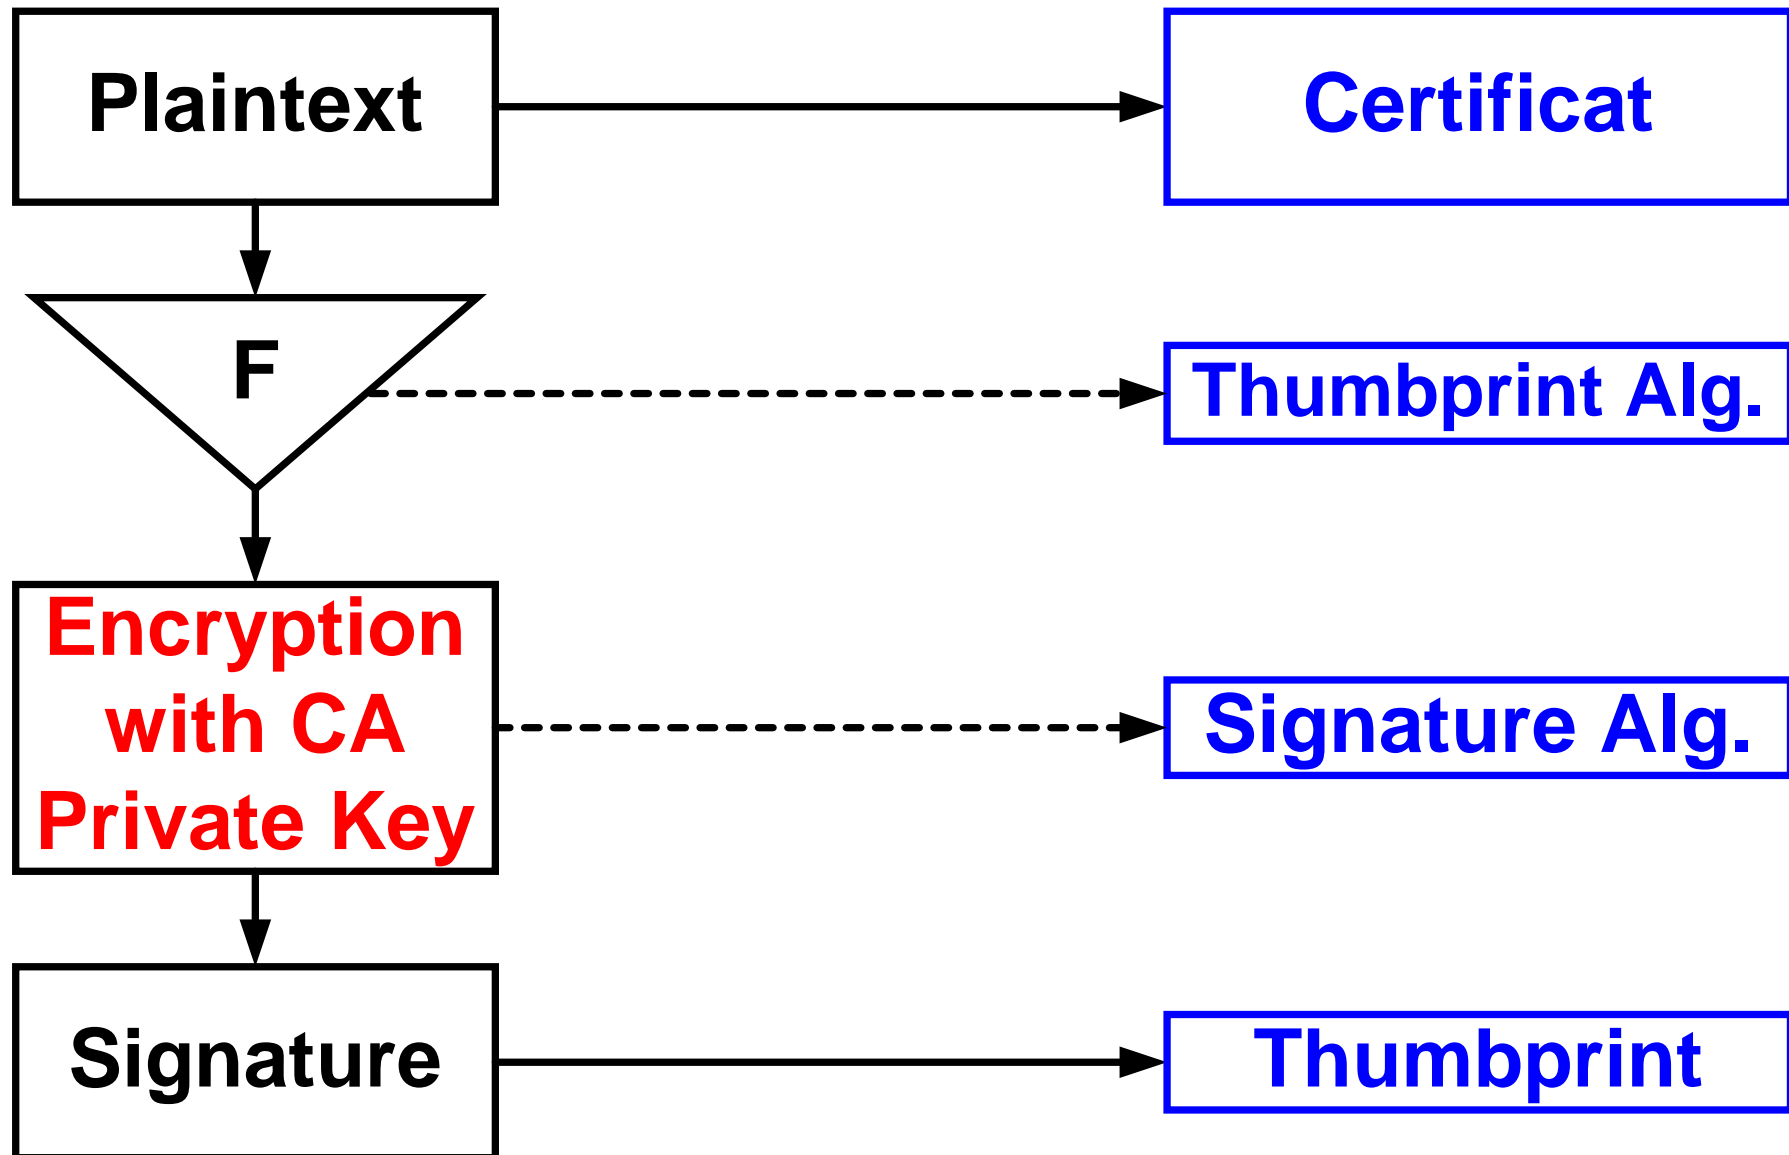 Plaintext
Certificat
F
Thumbprint Alg.
Encryption
with CA
Private Key
Signature Alg.
Signature
Thumbprint